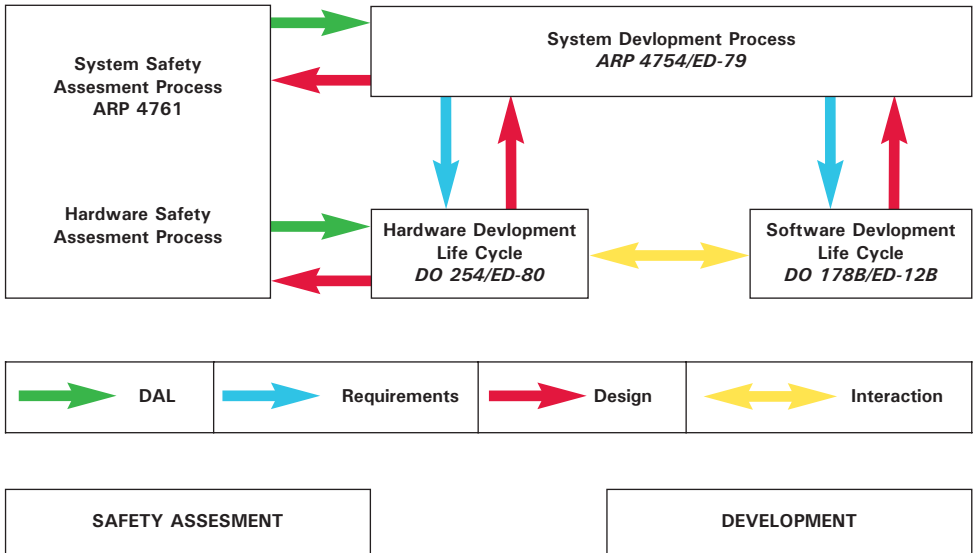 System Safety
Assesment Process
ARP 4761
Hardware Safety
Assesment Process
System Devlopment Process
ARP 4754/ED-79
Hardware Devlopment
Life Cycle
DO 254/ED-80
Software Devlopment
Life Cycle
DO 178B/ED-12B
DAL
Requirements
Design
Interaction
SAFETY ASSESMENT
DEVELOPMENT